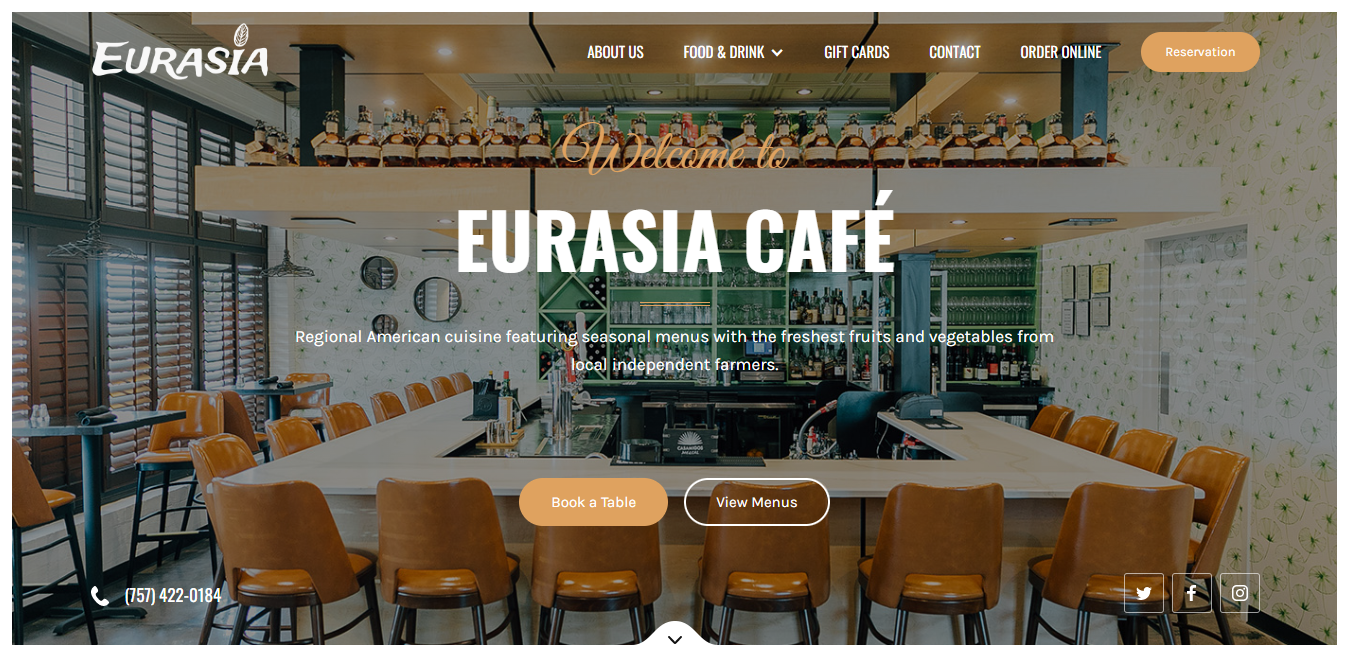 EURASIA
ABOUT US
FOOD & DRINK
GIFT CARDS
CONTACT
ORDER ONLINE
Reservation
Welcome to
EURASIA CAFÉ
Regional American cuisine featuring seasonal menus with the freshest fruits and vegetables from
local independent farmers.
CASAMIGOS
Book a Table
View Menus
(757) 422-0184